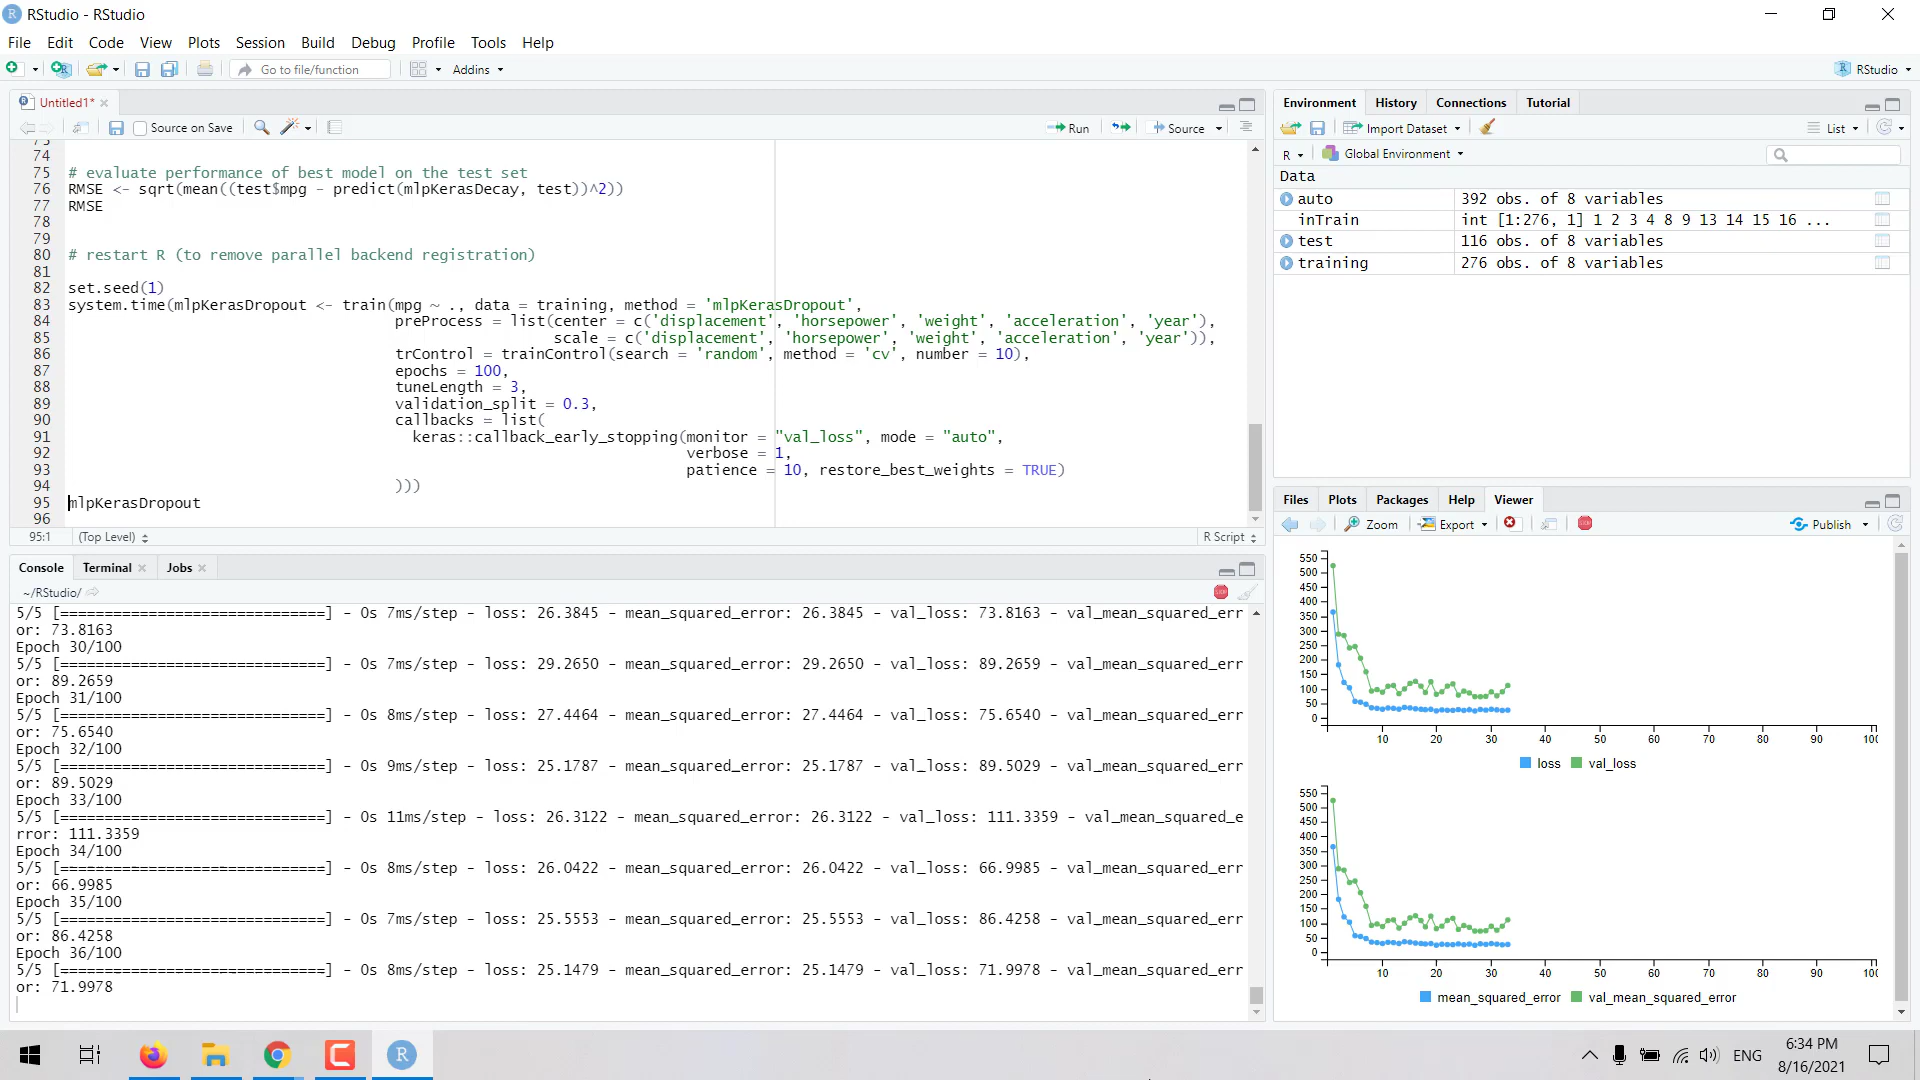 RStudio - RStudio
File Edit Code View Plots Session Build Debug Profile Tools Help
Go to file/function Addins RStudio
Untitled1*
Source on Save Run Source
74
75 # evaluate performance of best model on the test set
76 RMSE <- sqrt(mean((test$mpg - predict(mlpKerasDecay, test))^2))
77 RMSE
78
79
80 # restart R (to remove parallel backend registration)
81
82 set.seed(1)
83 system.time(mlpKerasDropout <- train(mpg ~ ., data = training, method = 'mlpKerasDropout',
84 preProcess = list(center = c('displacement', 'horsepower', 'weight', 'acceleration', 'year'),
85 scale = c('displacement', 'horsepower', 'weight', 'acceleration', 'year')),
86 trControl = trainControl(search = 'random', method = 'cv', number = 10),
87 epochs = 100,
88 tuneLength = 3,
89 validation_split = 0.3,
90 callbacks = list(
91 keras::callback_early_stopping(monitor = "val_loss", mode = "auto",
92 verbose = 1,
93 patience = 10, restore_best_weights = TRUE)
94 )))
95 mlpKerasDropout
96
95:1 (Top Level) R Script
Console Terminal Jobs
~/RStudio/
5/5 [==============================] - 0s 7ms/step - loss: 26.3845 - mean_squared_error: 26.3845 - val_loss: 73.8163 - val_mean_squared_err
or: 73.8163
Epoch 30/100
5/5 [==============================] - 0s 7ms/step - loss: 29.2650 - mean_squared_error: 29.2650 - val_loss: 89.2659 - val_mean_squared_err
or: 89.2659
Epoch 31/100
5/5 [==============================] - 0s 8ms/step - loss: 27.4464 - mean_squared_error: 27.4464 - val_loss: 75.6540 - val_mean_squared_err
or: 75.6540
Epoch 32/100
5/5 [==============================] - 0s 9ms/step - loss: 25.1787 - mean_squared_error: 25.1787 - val_loss: 89.5029 - val_mean_squared_err
or: 89.5029
Epoch 33/100
5/5 [==============================] - 0s 11ms/step - loss: 26.3122 - mean_squared_error: 26.3122 - val_loss: 111.3359 - val_mean_squared_e
rror: 111.3359
Epoch 34/100
5/5 [==============================] - 0s 8ms/step - loss: 26.0422 - mean_squared_error: 26.0422 - val_loss: 66.9985 - val_mean_squared_err
or: 66.9985
Epoch 35/100
5/5 [==============================] - 0s 7ms/step - loss: 25.5553 - mean_squared_error: 25.5553 - val_loss: 86.4258 - val_mean_squared_err
or: 86.4258
Epoch 36/100
5/5 [==============================] - 0s 8ms/step - loss: 25.1479 - mean_squared_error: 25.1479 - val_loss: 71.9978 - val_mean_squared_err
or: 71.9978
Environment History Connections Tutorial
Import Dataset List
R Global Environment
Data
auto 392 obs. of 8 variables
inTrain int [1:276, 1] 1 2 3 4 8 9 13 14 15 16 ...
test 116 obs. of 8 variables
training 276 obs. of 8 variables
Files Plots Packages Help Viewer
Zoom Export STOP Publish
550
500
450
400
350
300
250
200
150
100
50
0
10 20 30 40 50 60 70 80 90 100
loss val_loss
550
500
450
400
350
300
250
200
150
100
50
0
10 20 30 40 50 60 70 80 90 100
mean_squared_error val_mean_squared_error
ENG
6:34 PM
8/16/2021